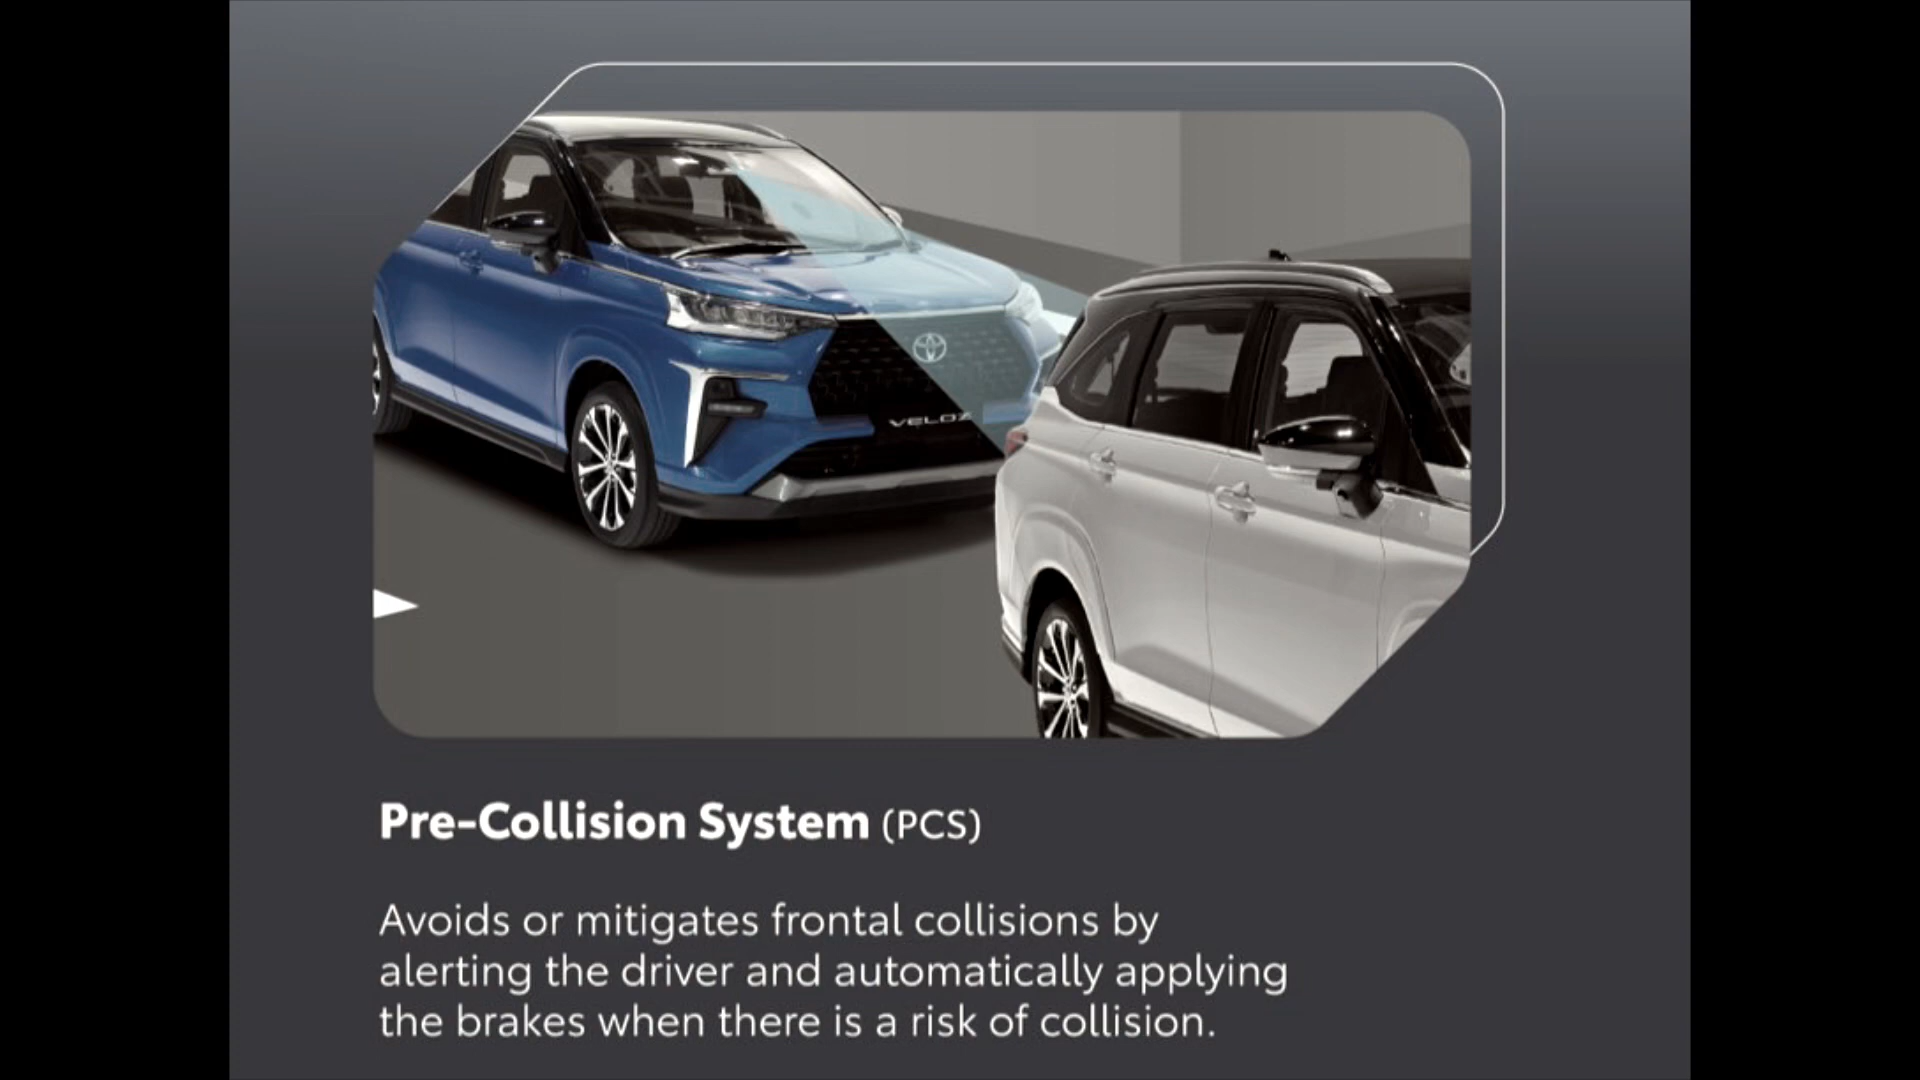 VELOZ
Pre-Collision System (PCS)
Avoids or mitigates frontal collisions by
alerting the driver and automatically applying
the brakes when there is a risk of collision.